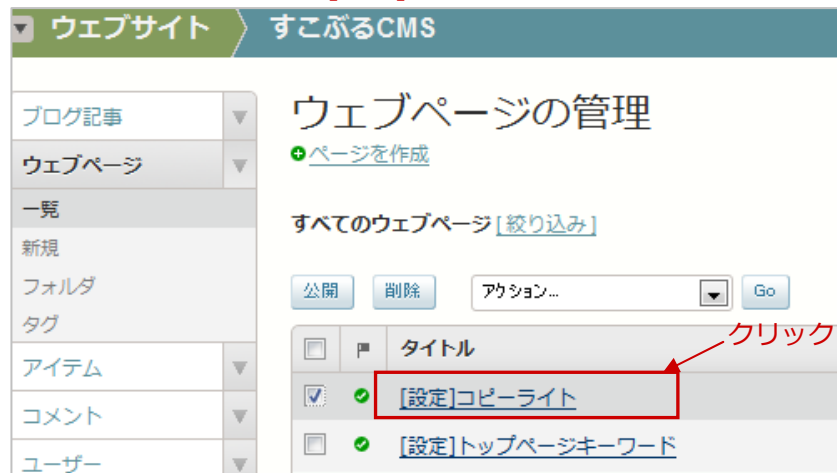 ウェブサイト すこぶるCMS
ブログ記事
ウェブページ
一覧
新規
フォルダ
タグ
アイテム
コメント
ユーザー
ウェブページの管理
ページを作成
すべてのウェブページ[絞り込み]
公開 削除 アクション... Go
クリック
タイトル
[設定]コピーライト
[設定]トップページキーワード